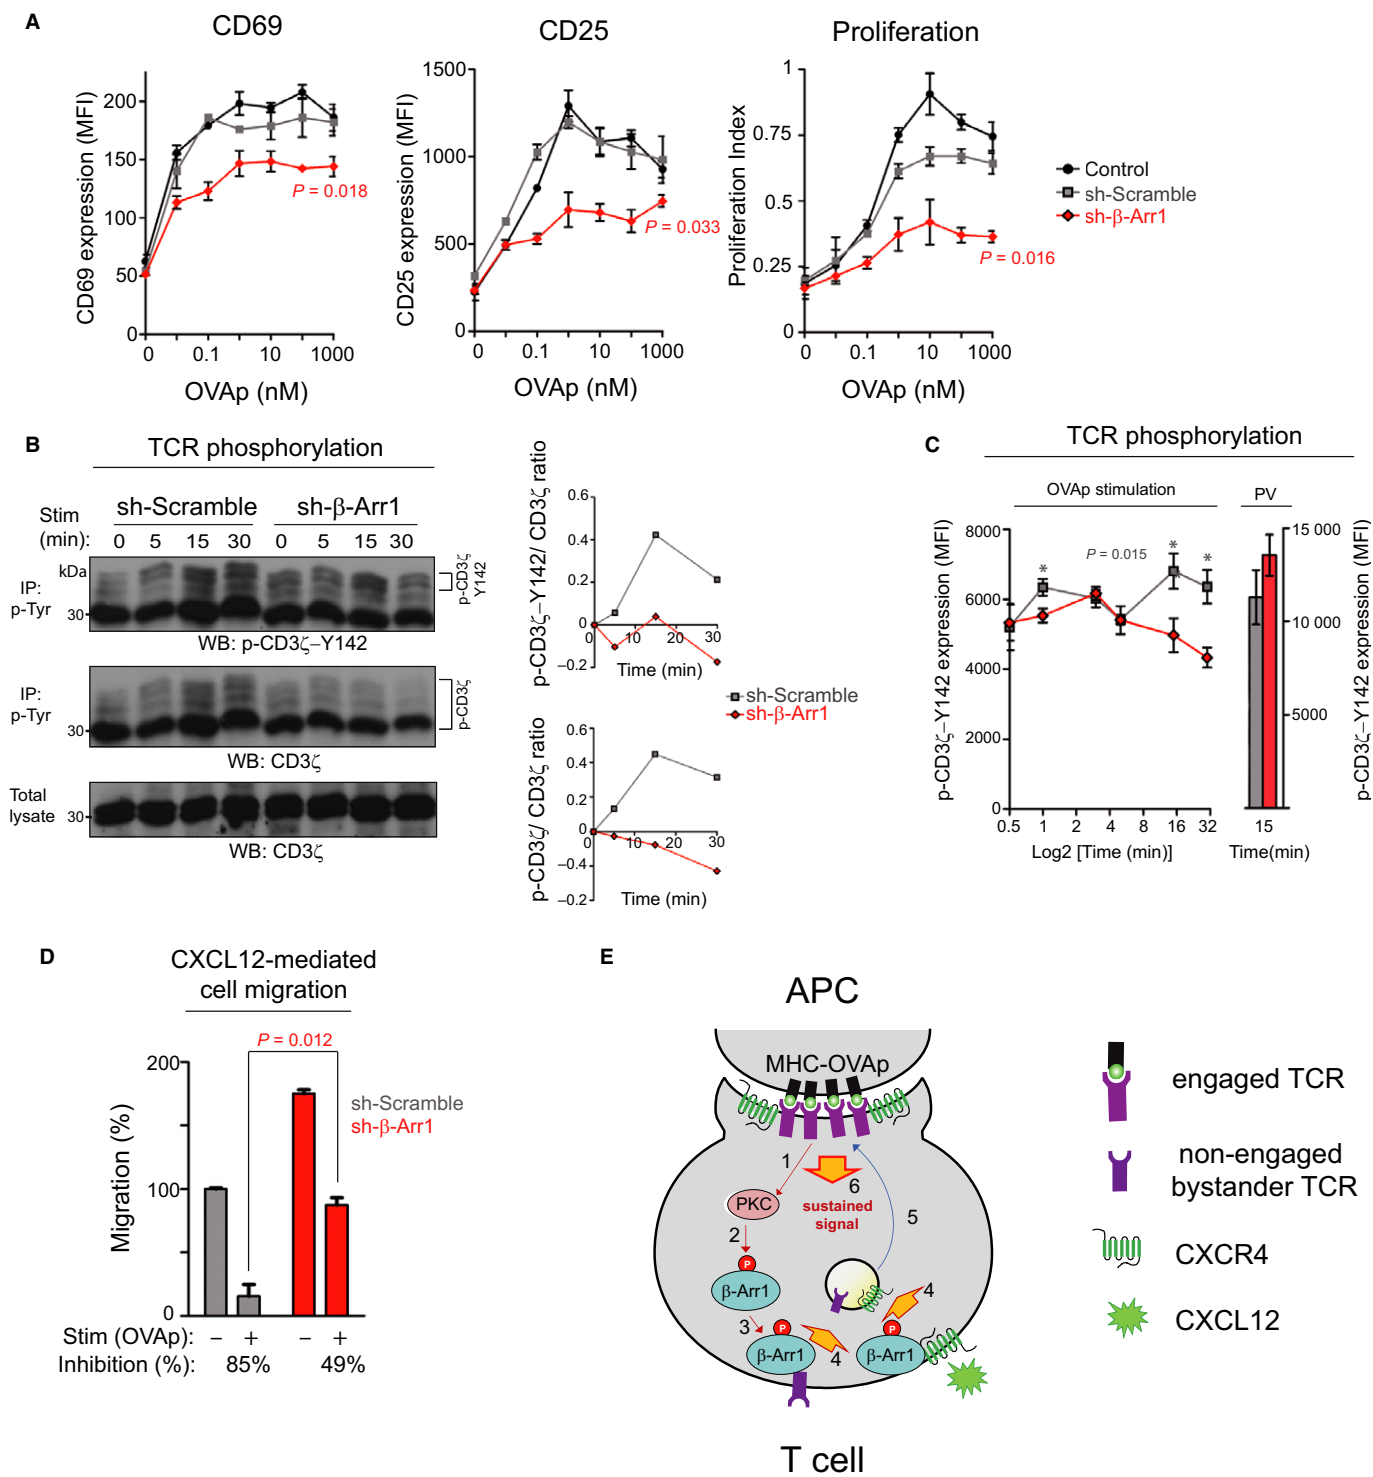 A
CD69
CD69 expression (MFI)
200
150
100
50
0
P = 0.018
0 0.1 10 1000
OVAp (nM)
CD25
CD25 expression (MFI)
1500
1000
500
0
P = 0.033
0 0.1 10 1000
OVAp (nM)
Proliferation
Proliferation Index
1
0.75
0.5
0.25
0
P = 0.016
0 0.1 10 1000
OVAp (nM)
Control
sh-Scramble
sh-β-Arr1
B
TCR phosphorylation
sh-Scramble sh-β-Arr1
Stim
(min):
0 5 15 30 0 5 15 30
kDa
IP:
p-Tyr
30
p-CD3ζ
Y142
WB: p-CD3ζ–Y142
IP:
p-Tyr
30
p-CD3ζ
WB: CD3ζ
Total
lysate
30
WB: CD3ζ
p-CD3ζ–Y142/ CD3ζ ratio
0.6
0.4
0.2
0
–0.2
0 10 20 30
Time (min)
sh-Scramble
sh-β-Arr1
p-CD3ζ/ CD3ζ ratio
0.6
0.4
0.2
0
–0.4
–0.2
0 10 20 30
Time (min)
C
TCR phosphorylation
OVAp stimulation
PV
p-CD3ζ–Y142 expression (MFI)
8000
6000
4000
2000
0
*
P = 0.015
*
*
0.5 1 2 4 8 16 32
Log2 [Time (min)]
15 000
10 000
5000
p-CD3ζ–Y142 expression (MFI)
15
Time(min)
D
CXCL12-mediated
cell migration
P = 0.012
Migration (%)
200
100
0
sh-Scramble
sh-β-Arr1
Stim (OVAp): – + – +
Inhibition (%): 85% 49%
E
APC
MHC-OVAp
1
6
PKC
sustained
signal
2
5
P
β-Arr1
3
4
P
β-Arr1
4
P
β-Arr1
T cell
engaged TCR
non-engaged
bystander TCR
CXCR4
CXCL12